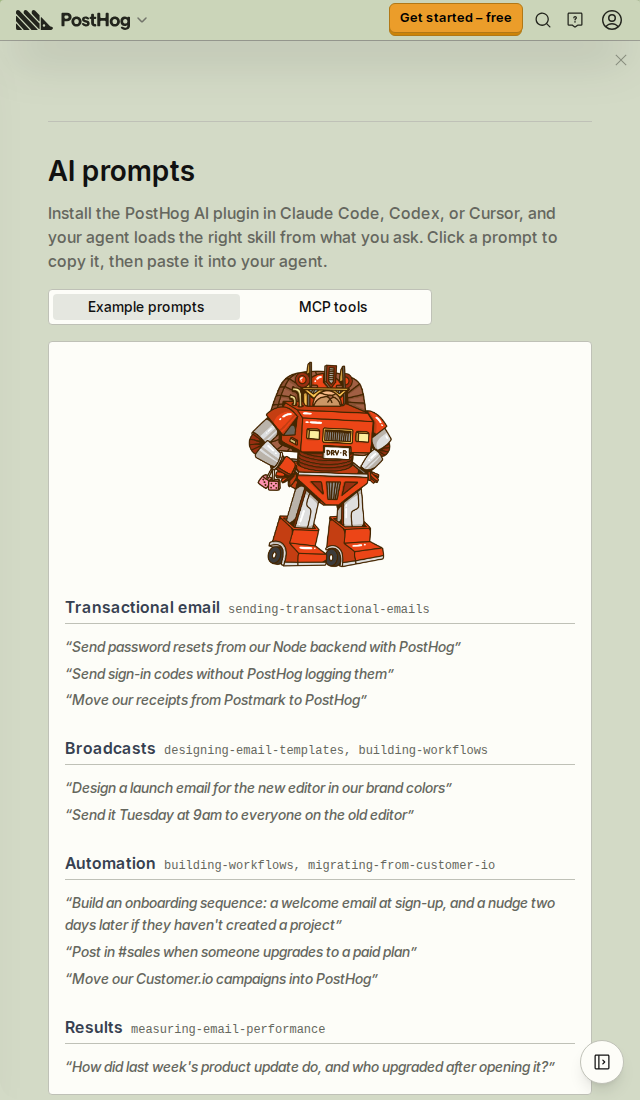 PostHog
Get started – free
AI prompts
Install the PostHog AI plugin in Claude Code, Codex, or Cursor, and
your agent loads the right skill from what you ask. Click a prompt to
copy it, then paste it into your agent.
Example prompts
MCP tools
DRV-R
Transactional email sending-transactional-emails
“Send password resets from our Node backend with PostHog”
“Send sign-in codes without PostHog logging them”
“Move our receipts from Postmark to PostHog”
Broadcasts designing-email-templates, building-workflows
“Design a launch email for the new editor in our brand colors”
“Send it Tuesday at 9am to everyone on the old editor”
Automation building-workflows, migrating-from-customer-io
“Build an onboarding sequence: a welcome email at sign-up, and a nudge two
days later if they haven't created a project”
“Post in #sales when someone upgrades to a paid plan”
“Move our Customer.io campaigns into PostHog”
Results measuring-email-performance
“How did last week's product update do, and who upgraded after opening it?”